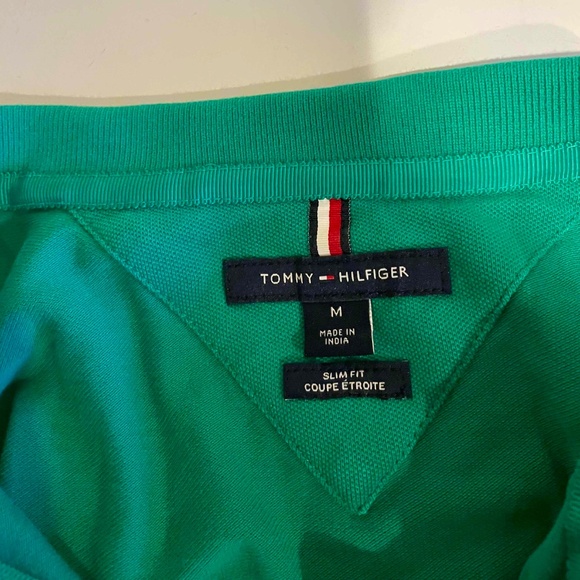 TOMMY HILFIGER
M
MADE IN
INDIA
SLIM FIT
COUPE ÉTROITE